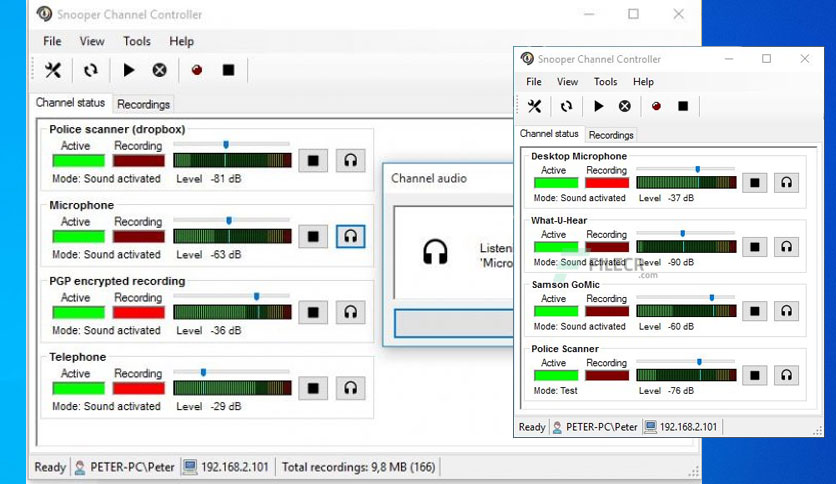 Snooper Channel Controller
File View Tools Help
Channel status Recordings
Police scanner (dropbox)
Active Recording
Mode: Sound activated Level -81 dB
Microphone
Active Recording
Mode: Sound activated Level -63 dB
PGP encrypted recording
Active Recording
Mode: Sound activated Level -36 dB
Telephone
Active Recording
Mode: Sound activated Level -29 dB
Ready PETER-PC\Peter 192.168.2.101 Total recordings: 9,8 MB (166)
Channel audio
Listen
'Micro
Snooper Channel Controller
File View Tools Help
Channel status Recordings
Desktop Microphone
Active Recording
Mode: Sound activated Level -37 dB
What-U-Hear
Active Recording
Mode: Sound activated Level -90 dB
FILECR
.com
Samson GoMic
Active Recording
Mode: Sound activated Level -60 dB
Police Scanner
Active Recording
Mode: Test Level -76 dB
Ready PETER-PC\Peter 192.168.2.101